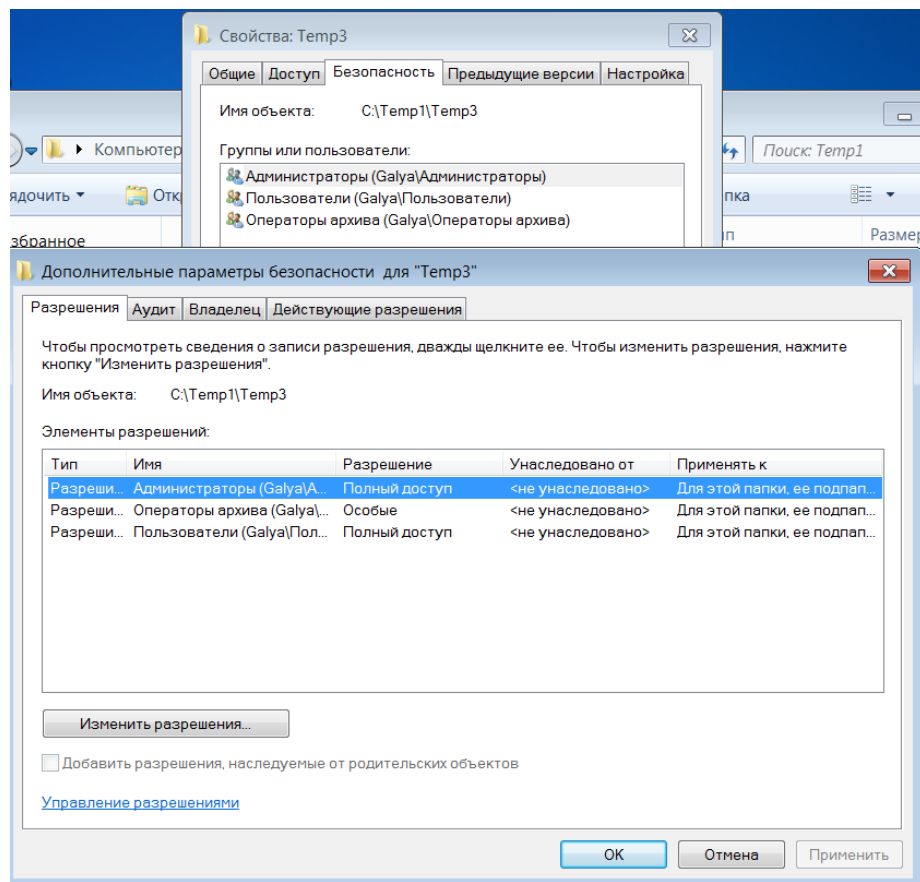 Свойства: Temp3
Общие Доступ Безопасность Предыдущие версии Настройка
Имя объекта: C:\Temp1\Temp3
Компьютер
Поиск: Temp1
Группы или пользователи:
Администраторы (Galya\Администраторы)
ядочить
Отк
Пользователи (Galya\Пользователи)
пка
Операторы архива (Galya\Операторы архива)
збранное
ип
Размер
Дополнительные параметры безопасности для "Temp3"
Разрешения Аудит Владелец Действующие разрешения
Чтобы просмотреть сведения о записи разрешения, дважды щелкните ее. Чтобы изменить разрешения, нажмите
кнопку "Изменить разрешения".
Имя объекта: C:\Temp1\Temp3
Элементы разрешений:
Тип Имя Разрешение Унаследовано от Применять к
Разреши... Администраторы (Galya\А... Полный доступ <не унаследовано> Для этой папки, ее подпап...
Разреши... Операторы архива (Galya\... Особые <не унаследовано> Для этой папки, ее подпап...
Разреши... Пользователи (Galya\Пол... Полный доступ <не унаследовано> Для этой папки, ее подпап...
Изменить разрешения...
Добавить разрешения, наследуемые от родительских объектов
Управление разрешениями
ОК Отмена Применить